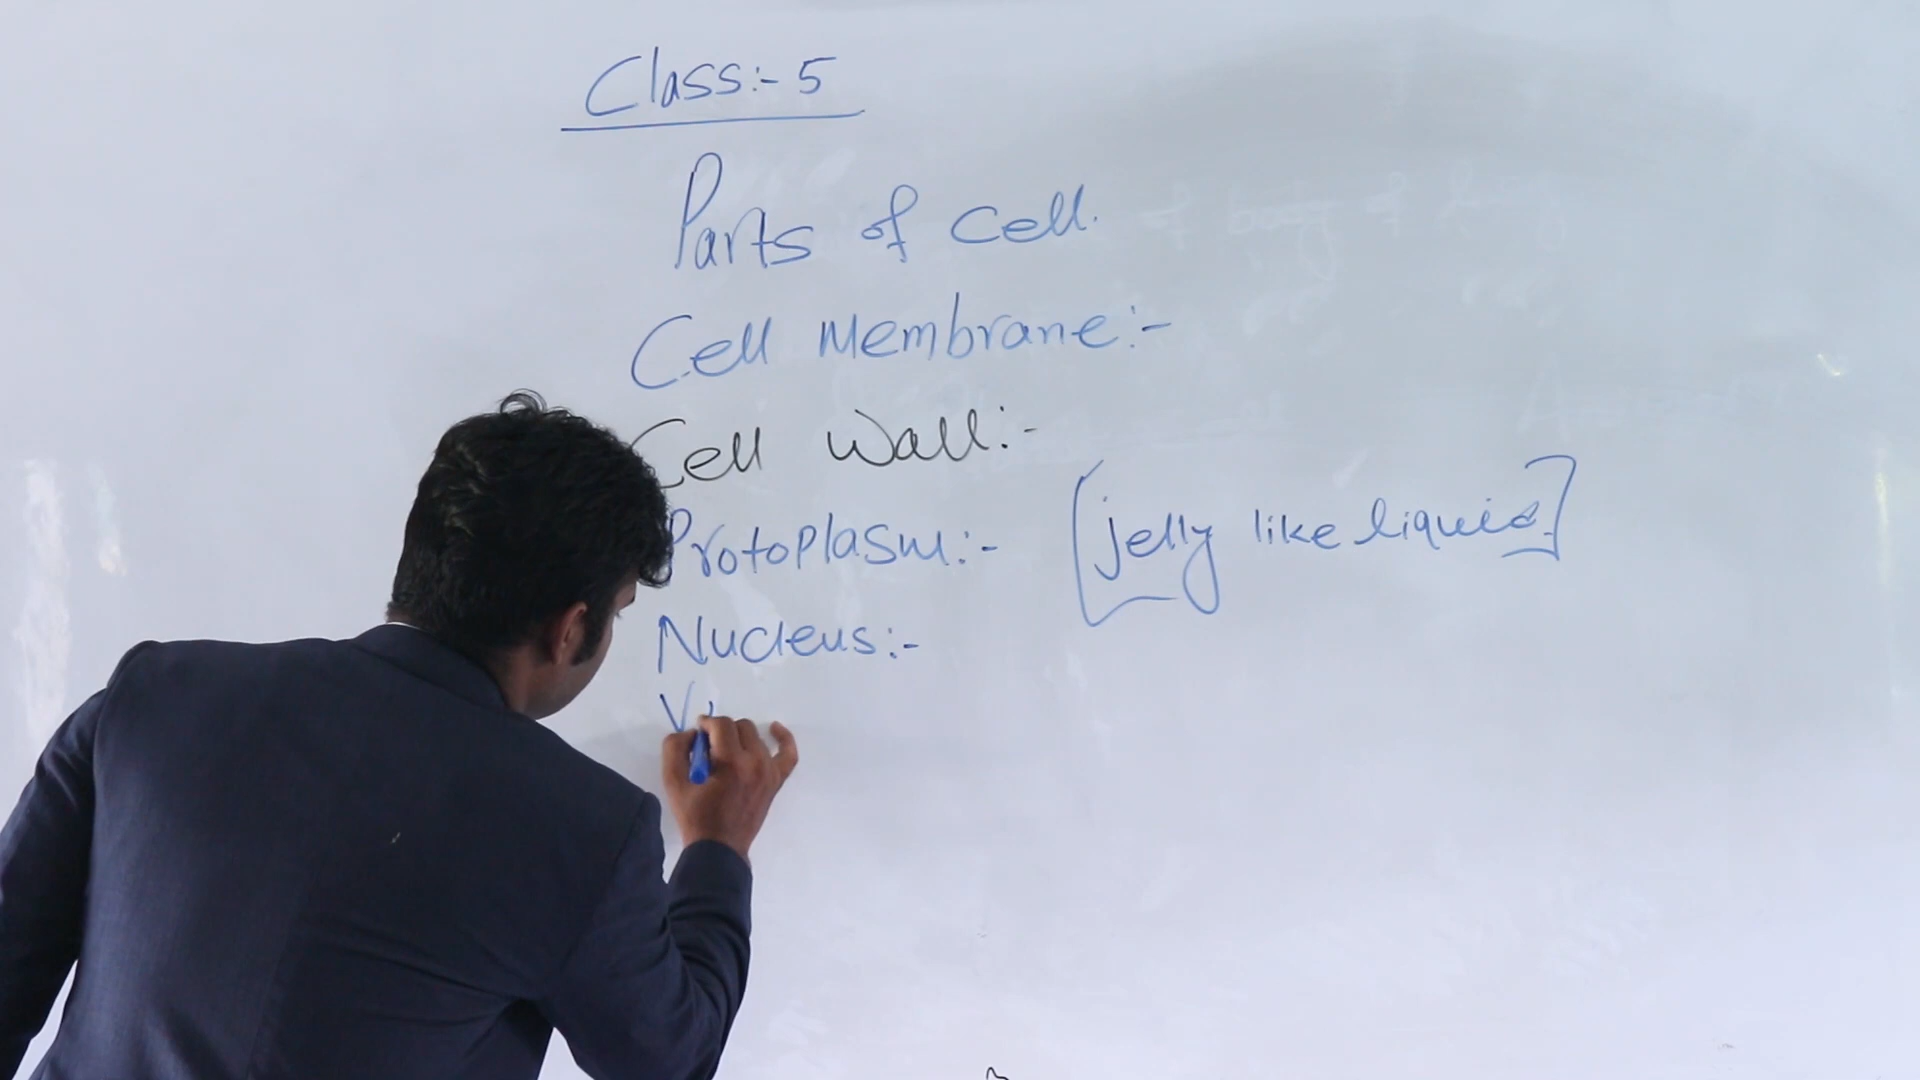 Class:- 5
Parts of cell.
Cell Membrane:-
Cell Wall:-
Protoplasm:- [jelly like liquid]
Nucleus:-
V